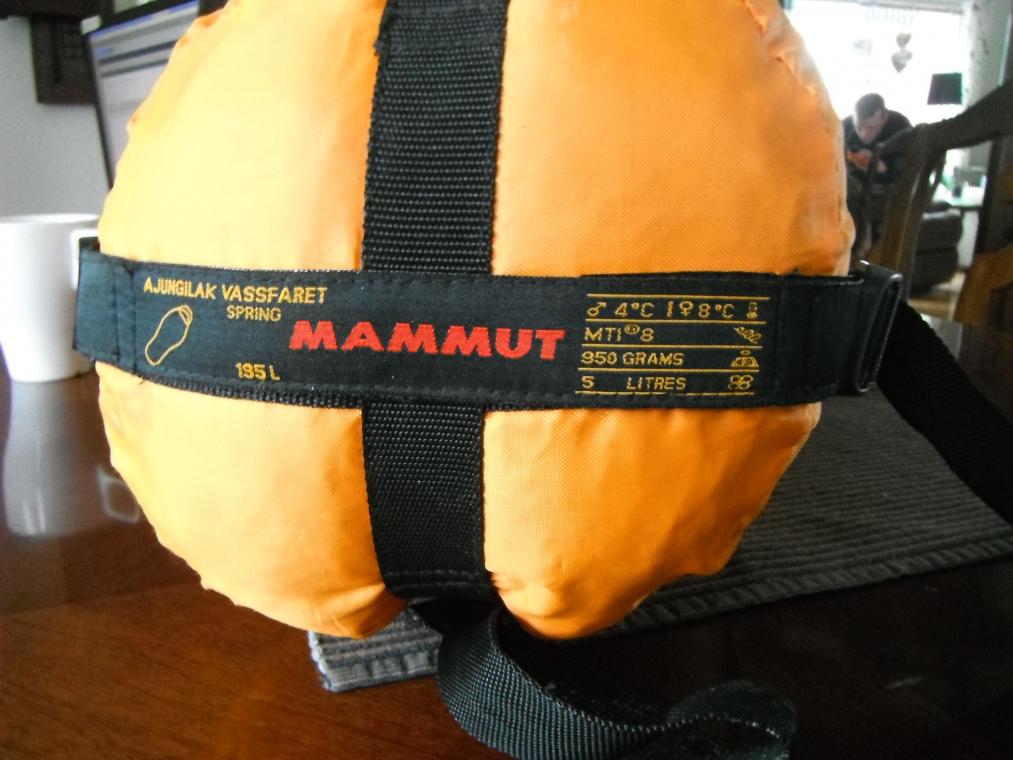 AJUNGILAK VASSFARET
SPRING
195 L
MAMMUT
♂ 4°C | ♀ 8°C
MTI® 8
950 GRAMS
5 LITRES